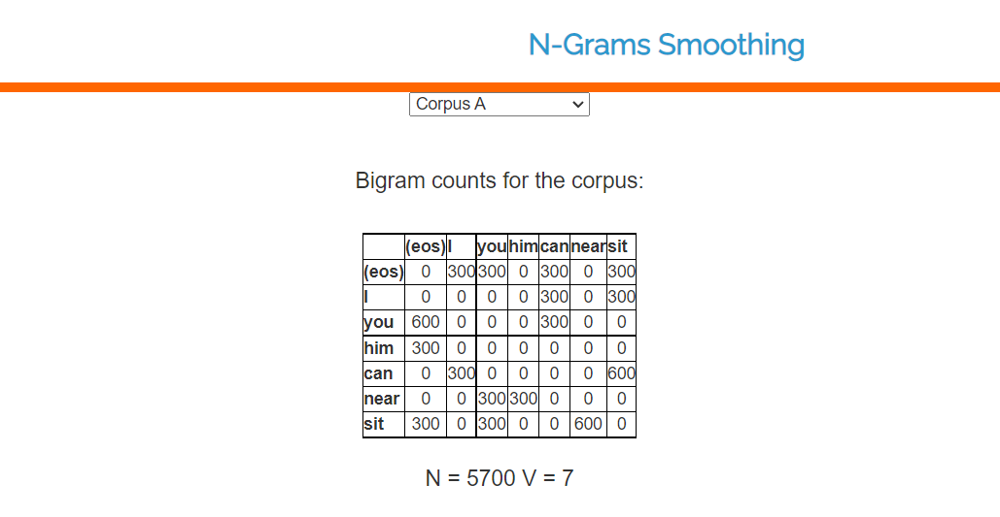 N-Grams Smoothing
Corpus A
Bigram counts for the corpus:
(eos) I you him can near sit
(eos) 0 300 300 0 300 0 300
I 0 0 0 0 300 0 300
you 600 0 0 0 300 0 0
him 300 0 0 0 0 0 0
can 0 300 0 0 0 0 600
near 0 0 300 300 0 0 0
sit 300 0 300 0 0 600 0
N = 5700 V = 7